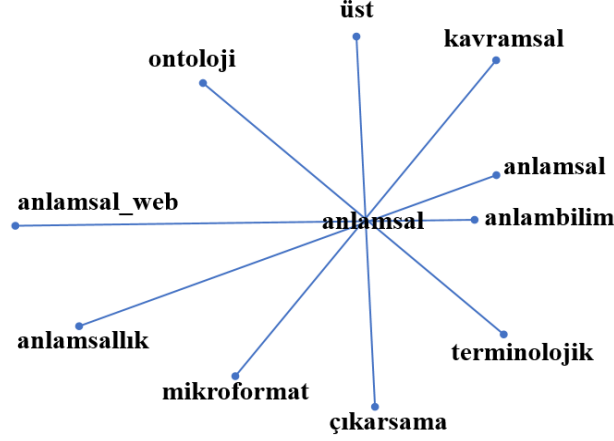 üst
kavramsal
ontoloji
anlamsal
anlamsal_web
anlamsal
anlambilim
anlamsallık
terminolojik
mikroformat
çıkarsama